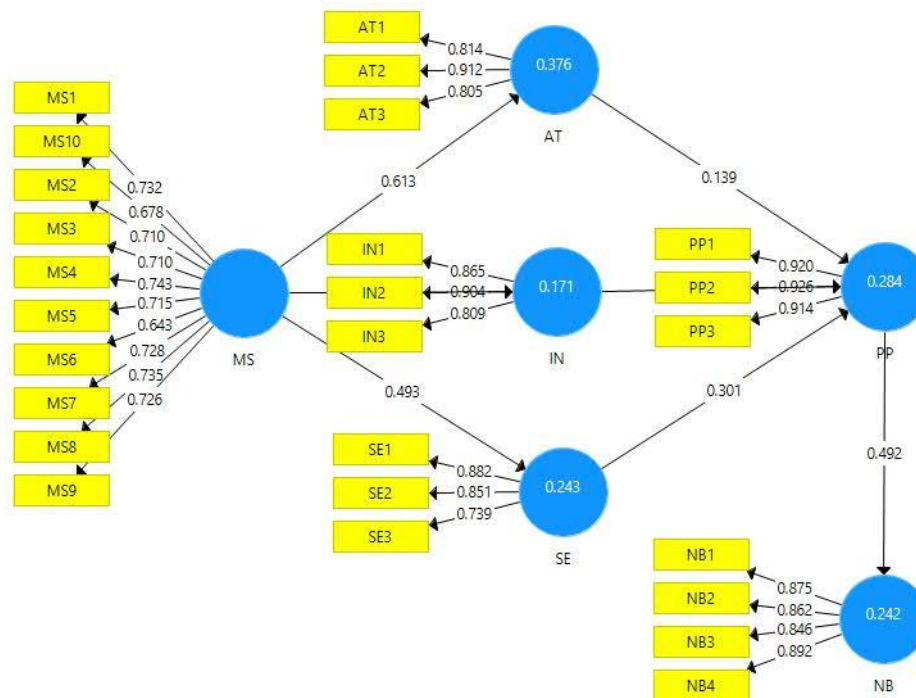 MS1
MS10
MS2
MS3
MS4
MS5
MS6
MS7
MS8
MS9
0.732
0.678
0.710
0.710
0.743
0.715
0.643
0.728
0.735
0.726
MS
0.613
0.493
AT1
AT2
AT3
0.814
0.912
0.805
0.376
AT
IN1
IN2
IN3
0.865
0.904
0.809
0.171
IN
SE1
SE2
SE3
0.882
0.851
0.739
0.243
SE
0.139
0.301
PP1
PP2
PP3
0.920
0.926
0.914
0.284
PP
0.492
NB1
NB2
NB3
NB4
0.875
0.862
0.846
0.892
0.242
NB